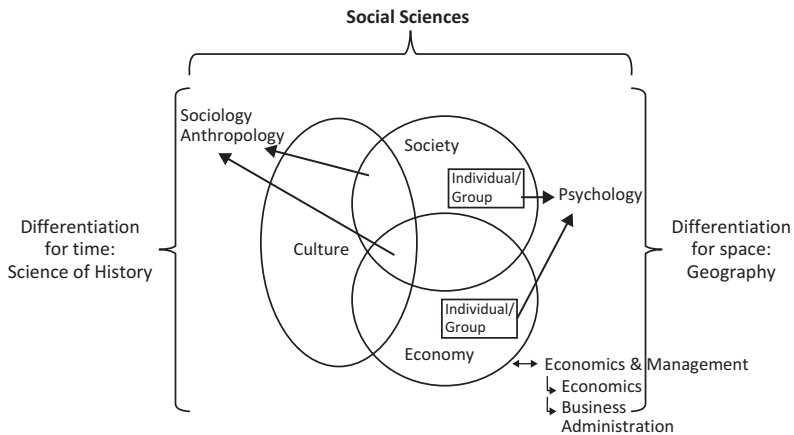 Social Sciences
Sociology
Anthropology
Society
Individual/
Group
Psychology
Differentiation
for time:
Science of History
Culture
Differentiation
for space:
Geography
Individual/
Group
Economy
Economics & Management
Economics
Business
Administration